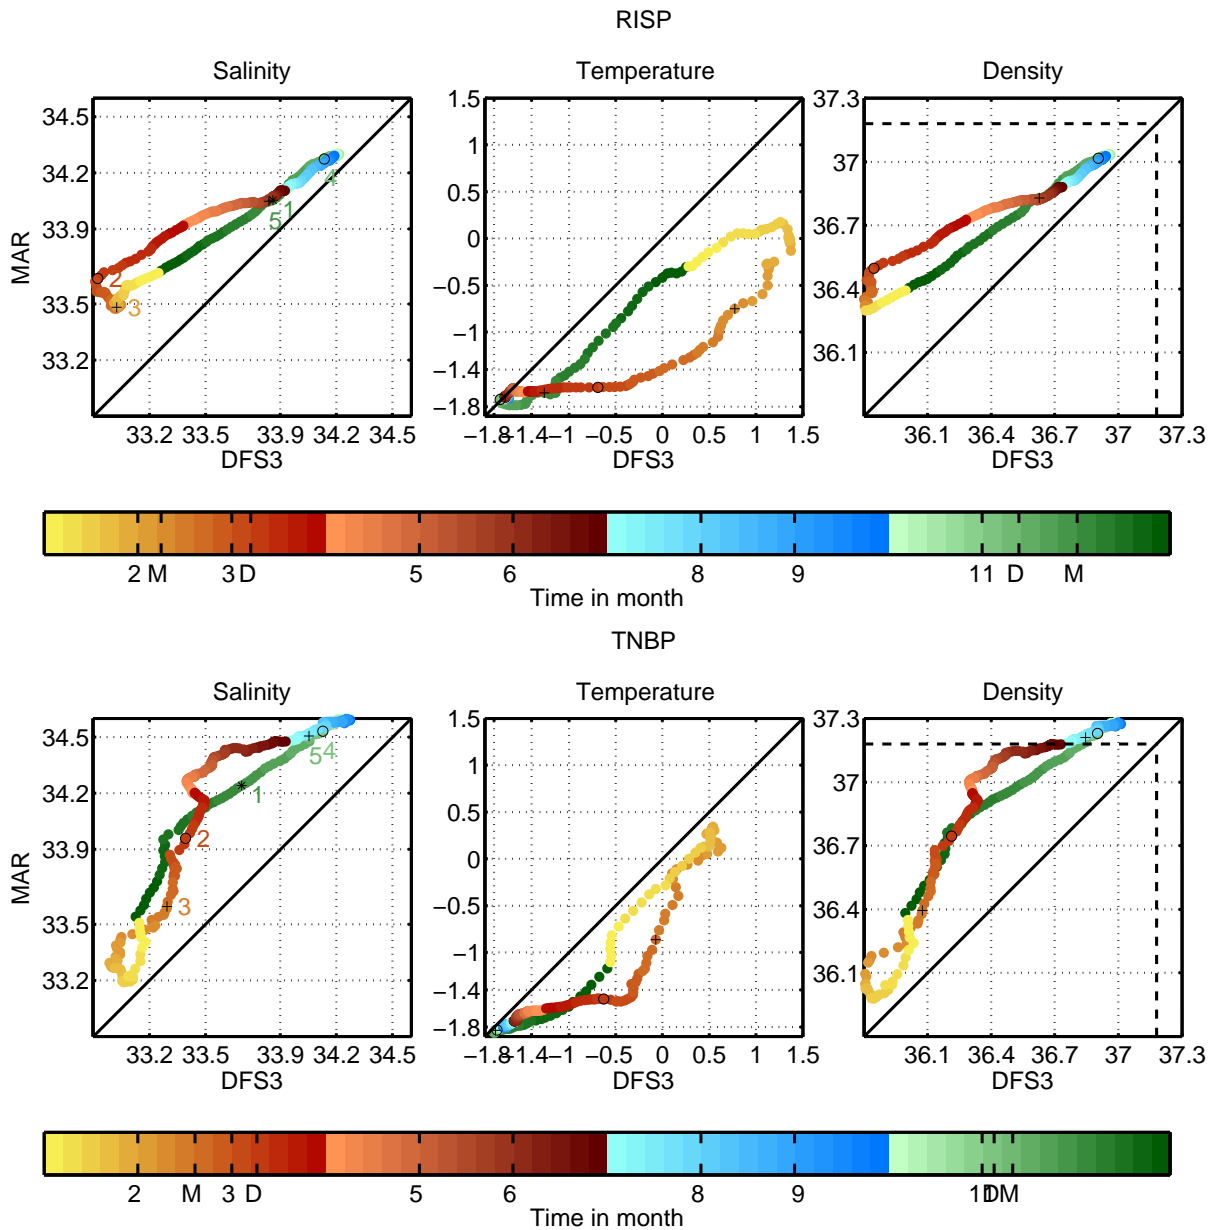 RISP
Salinity Temperature Density
34.5
34.2
33.9
33.5
33.2
MAR
2
3
5
1
4
33.2 33.5 33.9 34.2 34.5
DFS3
1.5
1
0.5
0
−0.5
−1
−1.4
−1.8
−1.8 −1.4 −1 −0.5 0 0.5 1 1.5
DFS3
37.3
37
36.7
36.4
36.1
36.1 36.4 36.7 37 37.3
DFS3
2 M 3 D 5 6 8 9 11 D M
Time in month
TNBP
Salinity Temperature Density
34.5
34.2
33.9
33.5
33.2
MAR
5 4
1
2
3
33.2 33.5 33.9 34.2 34.5
DFS3
1.5
1
0.5
0
−0.5
−1
−1.4
−1.8
−1.8 −1.4 −1 −0.5 0 0.5 1 1.5
DFS3
37.3
37
36.7
36.4
36.1
36.1 36.4 36.7 37 37.3
DFS3
2 M 3 D 5 6 8 9 11 D M
Time in month